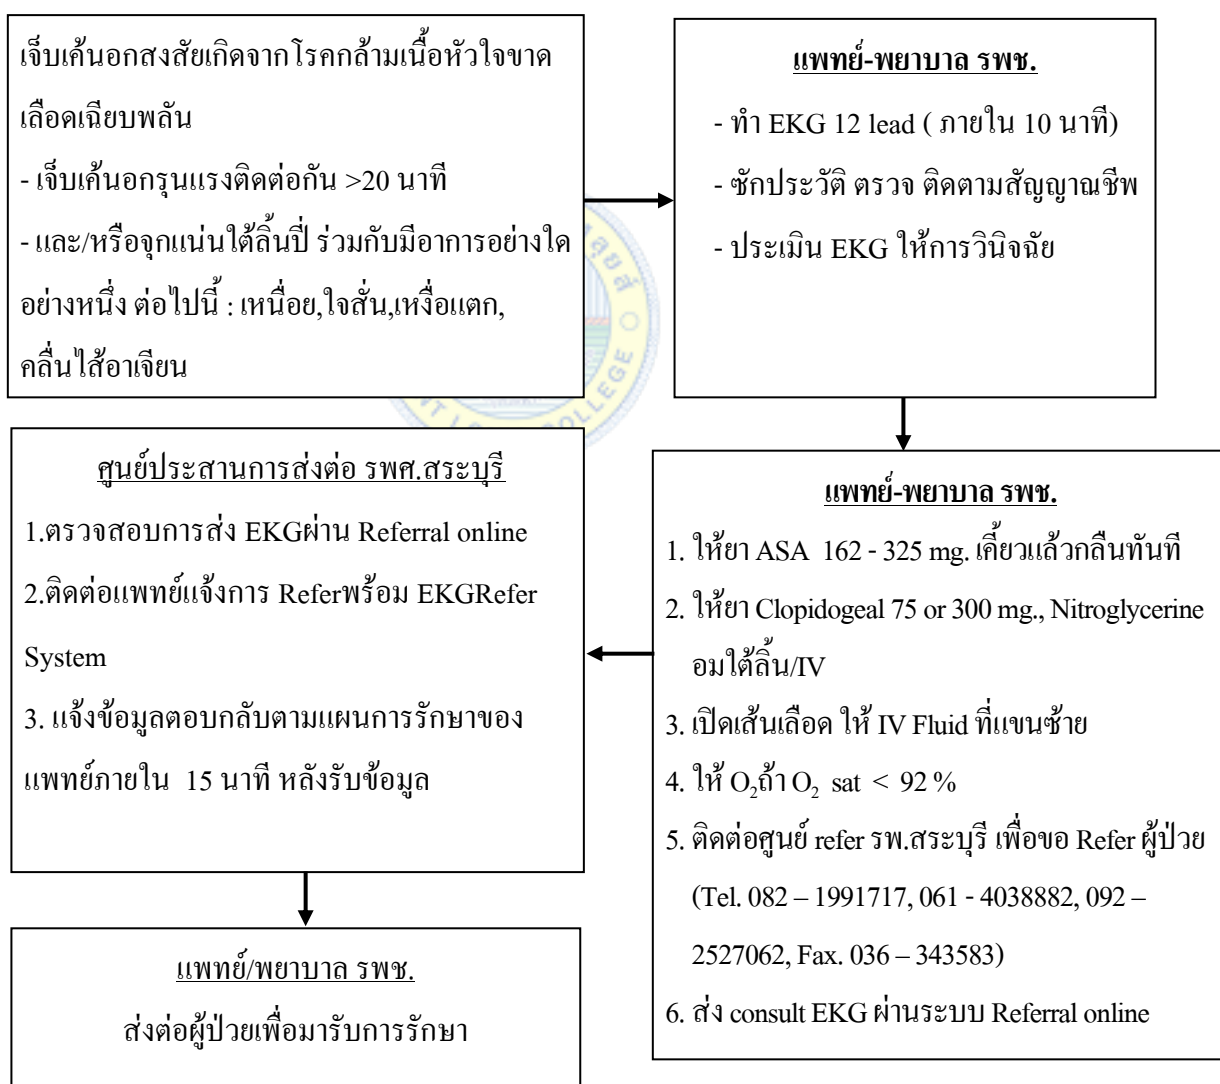 เจ็บเค้นอกสงสัยเกิดจากโรคกล้ามเนื้อหัวใจขาด
เลือดเฉียบพลัน
- เจ็บเค้นอกรุนแรงติดต่อกัน >20 นาที
- และ/หรือจุกแน่นใต้ลิ้นปี่ ร่วมกับมีอาการอย่างใด
อย่างหนึ่ง ต่อไปนี้ : เหนื่อย,ใจสั่น,เหงื่อแตก,
คลื่นไส้อาเจียน
แพทย์-พยาบาล รพช.
- ทำ EKG 12 lead ( ภายใน 10 นาที)
- ซักประวัติ ตรวจ ติดตามสัญญาณชีพ
- ประเมิน EKG ให้การวินิจฉัย
แพทย์-พยาบาล รพช.
1. ให้ยา ASA 162 - 325 mg. เคี้ยวแล้วกลืนทันที
2. ให้ยา Clopidogeal 75 or 300 mg., Nitroglycerine
อมใต้ลิ้น/IV
3. เปิดเส้นเลือด ให้ IV Fluid ที่แขนซ้าย
4. ให้ O₂ถ้า O₂ sat < 92 %
5. ติดต่อศูนย์ refer รพ.สระบุรี เพื่อขอ Refer ผู้ป่วย
(Tel. 082 – 1991717, 061 - 4038882, 092 –
2527062, Fax. 036 – 343583)
6. ส่ง consult EKG ผ่านระบบ Referral online
ศูนย์ประสานการส่งต่อ รพศ.สระบุรี
1.ตรวจสอบการส่ง EKGผ่าน Referral online
2.ติดต่อแพทย์แจ้งการ Referพร้อม EKGRefer
System
3. แจ้งข้อมูลตอบกลับตามแผนการรักษาของ
แพทย์ภายใน 15 นาที หลังรับข้อมูล
แพทย์/พยาบาล รพช.
ส่งต่อผู้ป่วยเพื่อมารับการรักษา